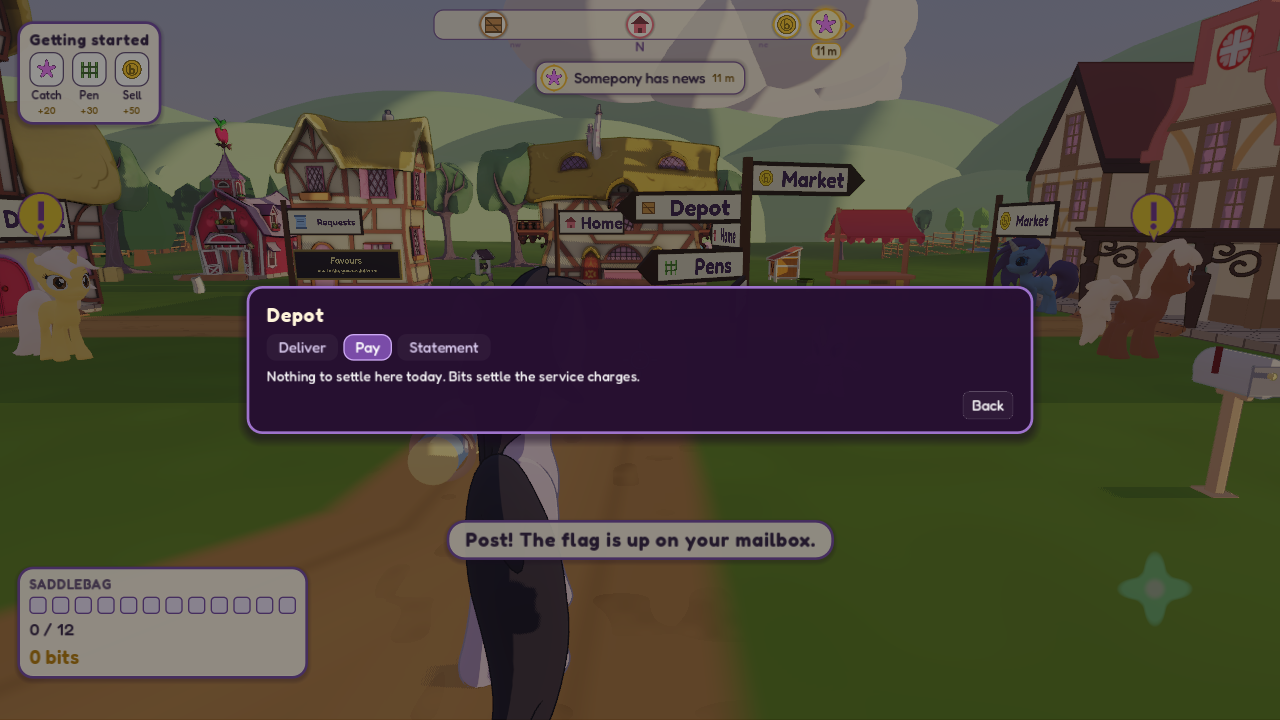 Getting started
Catch
Pen
Sell
+20
+30
+50
N
11 m
Somepony has news 11 m
Market
Depot
Home
Home
Pens
Requests
Favours
Market
Depot
Deliver
Pay
Statement
Nothing to settle here today. Bits settle the service charges.
Back
Post! The flag is up on your mailbox.
SADDLEBAG
0 / 12
0 bits